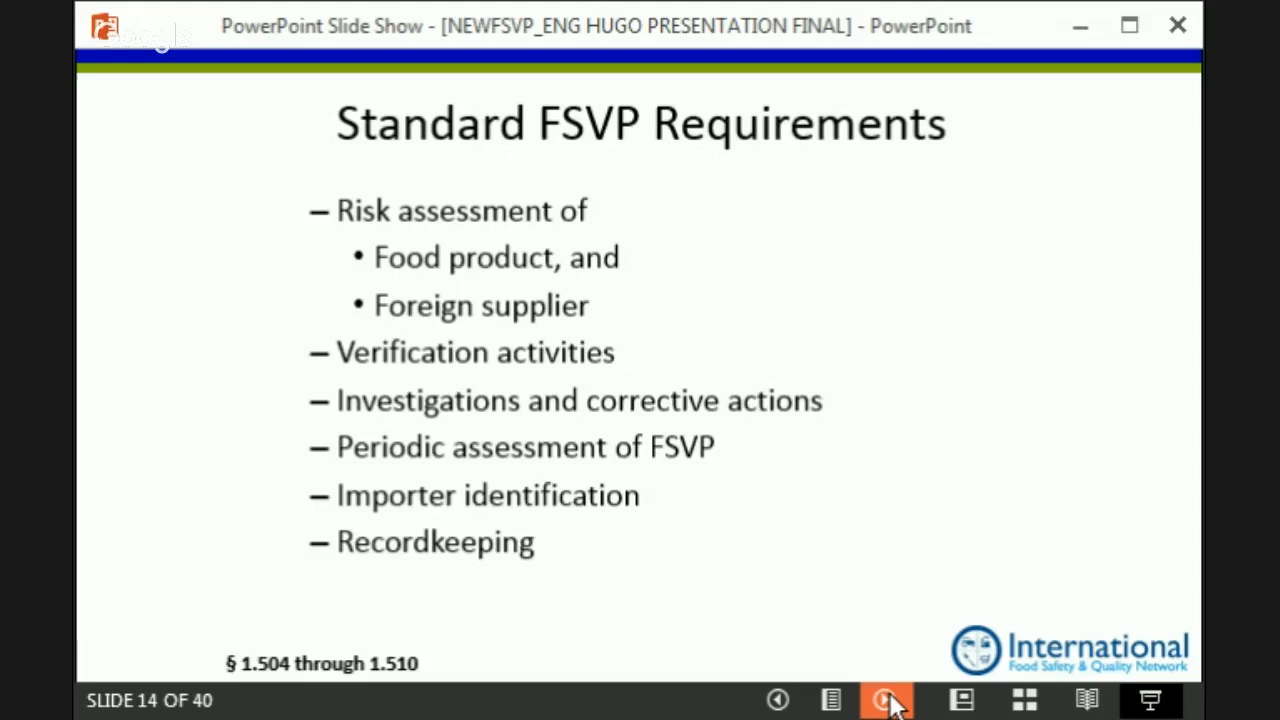 PowerPoint Slide Show - [NEWFSVP_ENG HUGO PRESENTATION FINAL] - PowerPoint
Google
Standard FSVP Requirements
– Risk assessment of
• Food product, and
• Foreign supplier
– Verification activities
– Investigations and corrective actions
– Periodic assessment of FSVP
– Importer identification
– Recordkeeping
§ 1.504 through 1.510
International
Food Safety & Quality Network
SLIDE 14 OF 40